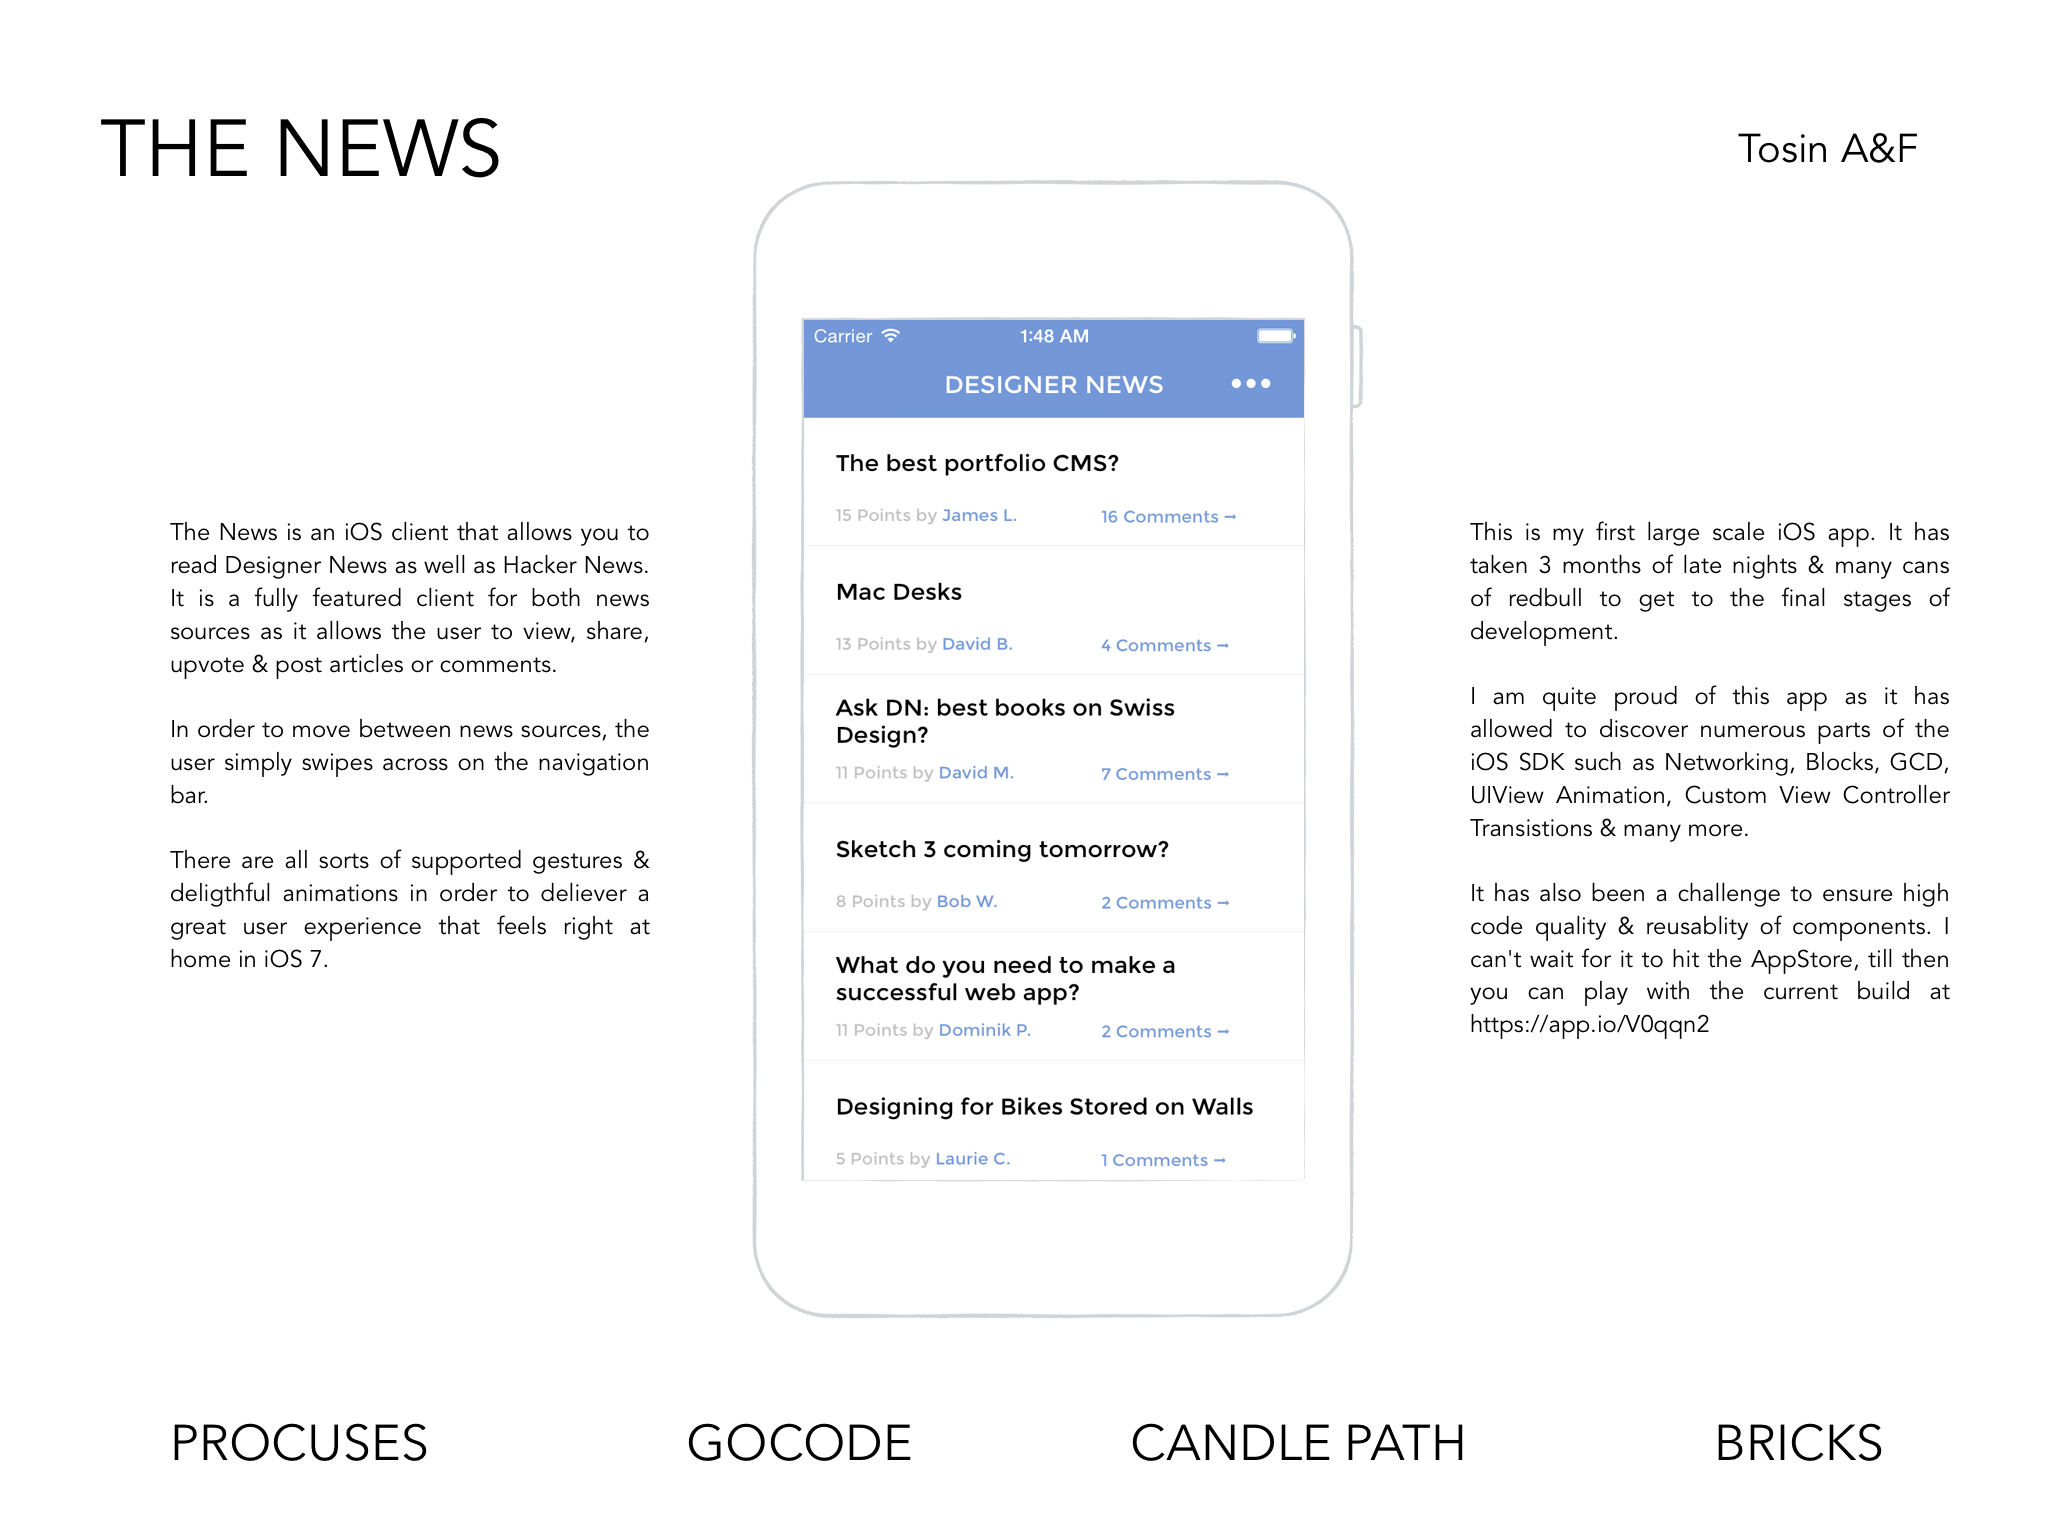 THE NEWS
Tosin A&F
The News is an iOS client that allows you to
read Designer News as well as Hacker News.
It is a fully featured client for both news
sources as it allows the user to view, share,
upvote & post articles or comments.
In order to move between news sources, the
user simply swipes across on the navigation
bar.
There are all sorts of supported gestures &
deligthful animations in order to deliever a
great user experience that feels right at
home in iOS 7.
Carrier
1:48 AM
DESIGNER NEWS
The best portfolio CMS?
15 Points by James L.
16 Comments →
Mac Desks
13 Points by David B.
4 Comments →
Ask DN: best books on Swiss
Design?
11 Points by David M.
7 Comments →
Sketch 3 coming tomorrow?
8 Points by Bob W.
2 Comments →
What do you need to make a
successful web app?
11 Points by Dominik P.
2 Comments →
Designing for Bikes Stored on Walls
5 Points by Laurie C.
1 Comments →
This is my first large scale iOS app. It has
taken 3 months of late nights & many cans
of redbull to get to the final stages of
development.
I am quite proud of this app as it has
allowed to discover numerous parts of the
iOS SDK such as Networking, Blocks, GCD,
UIView Animation, Custom View Controller
Transistions & many more.
It has also been a challenge to ensure high
code quality & reusablity of components. I
can't wait for it to hit the AppStore, till then
you can play with the current build at
https://app.io/V0qqn2
PROCUSES
GOCODE
CANDLE PATH
BRICKS